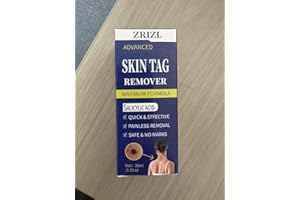 ZRIZL
ADVANCED
SKIN TAG
REMOVER
MAXIMUM FORMULA
SALICYLIC ACID
QUICK & EFFECTIVE
PAINLESS REMOVAL
SAFE & NO MARKS